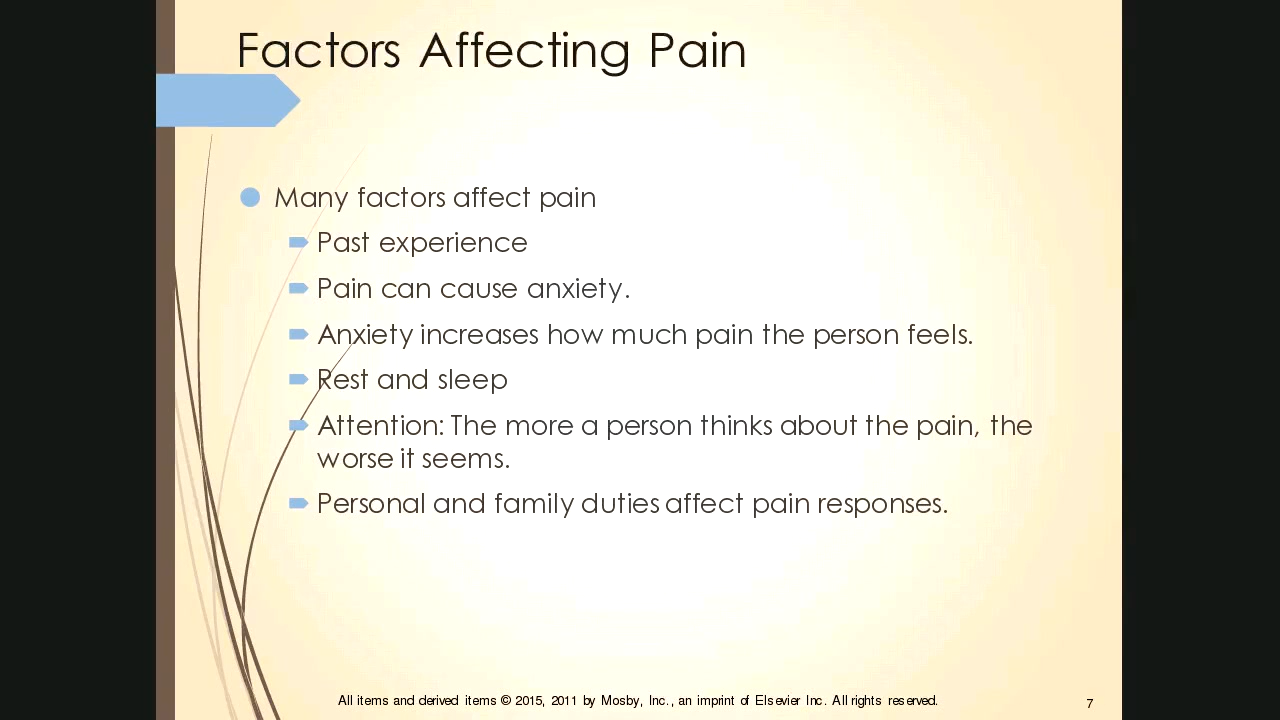 Factors Affecting Pain
Many factors affect pain
Past experience
Pain can cause anxiety.
Anxiety increases how much pain the person feels.
Rest and sleep
Attention: The more a person thinks about the pain, the
worse it seems.
Personal and family duties affect pain responses.
All items and derived items © 2015, 2011 by Mosby, Inc., an imprint of Elsevier Inc. All rights reserved.
7